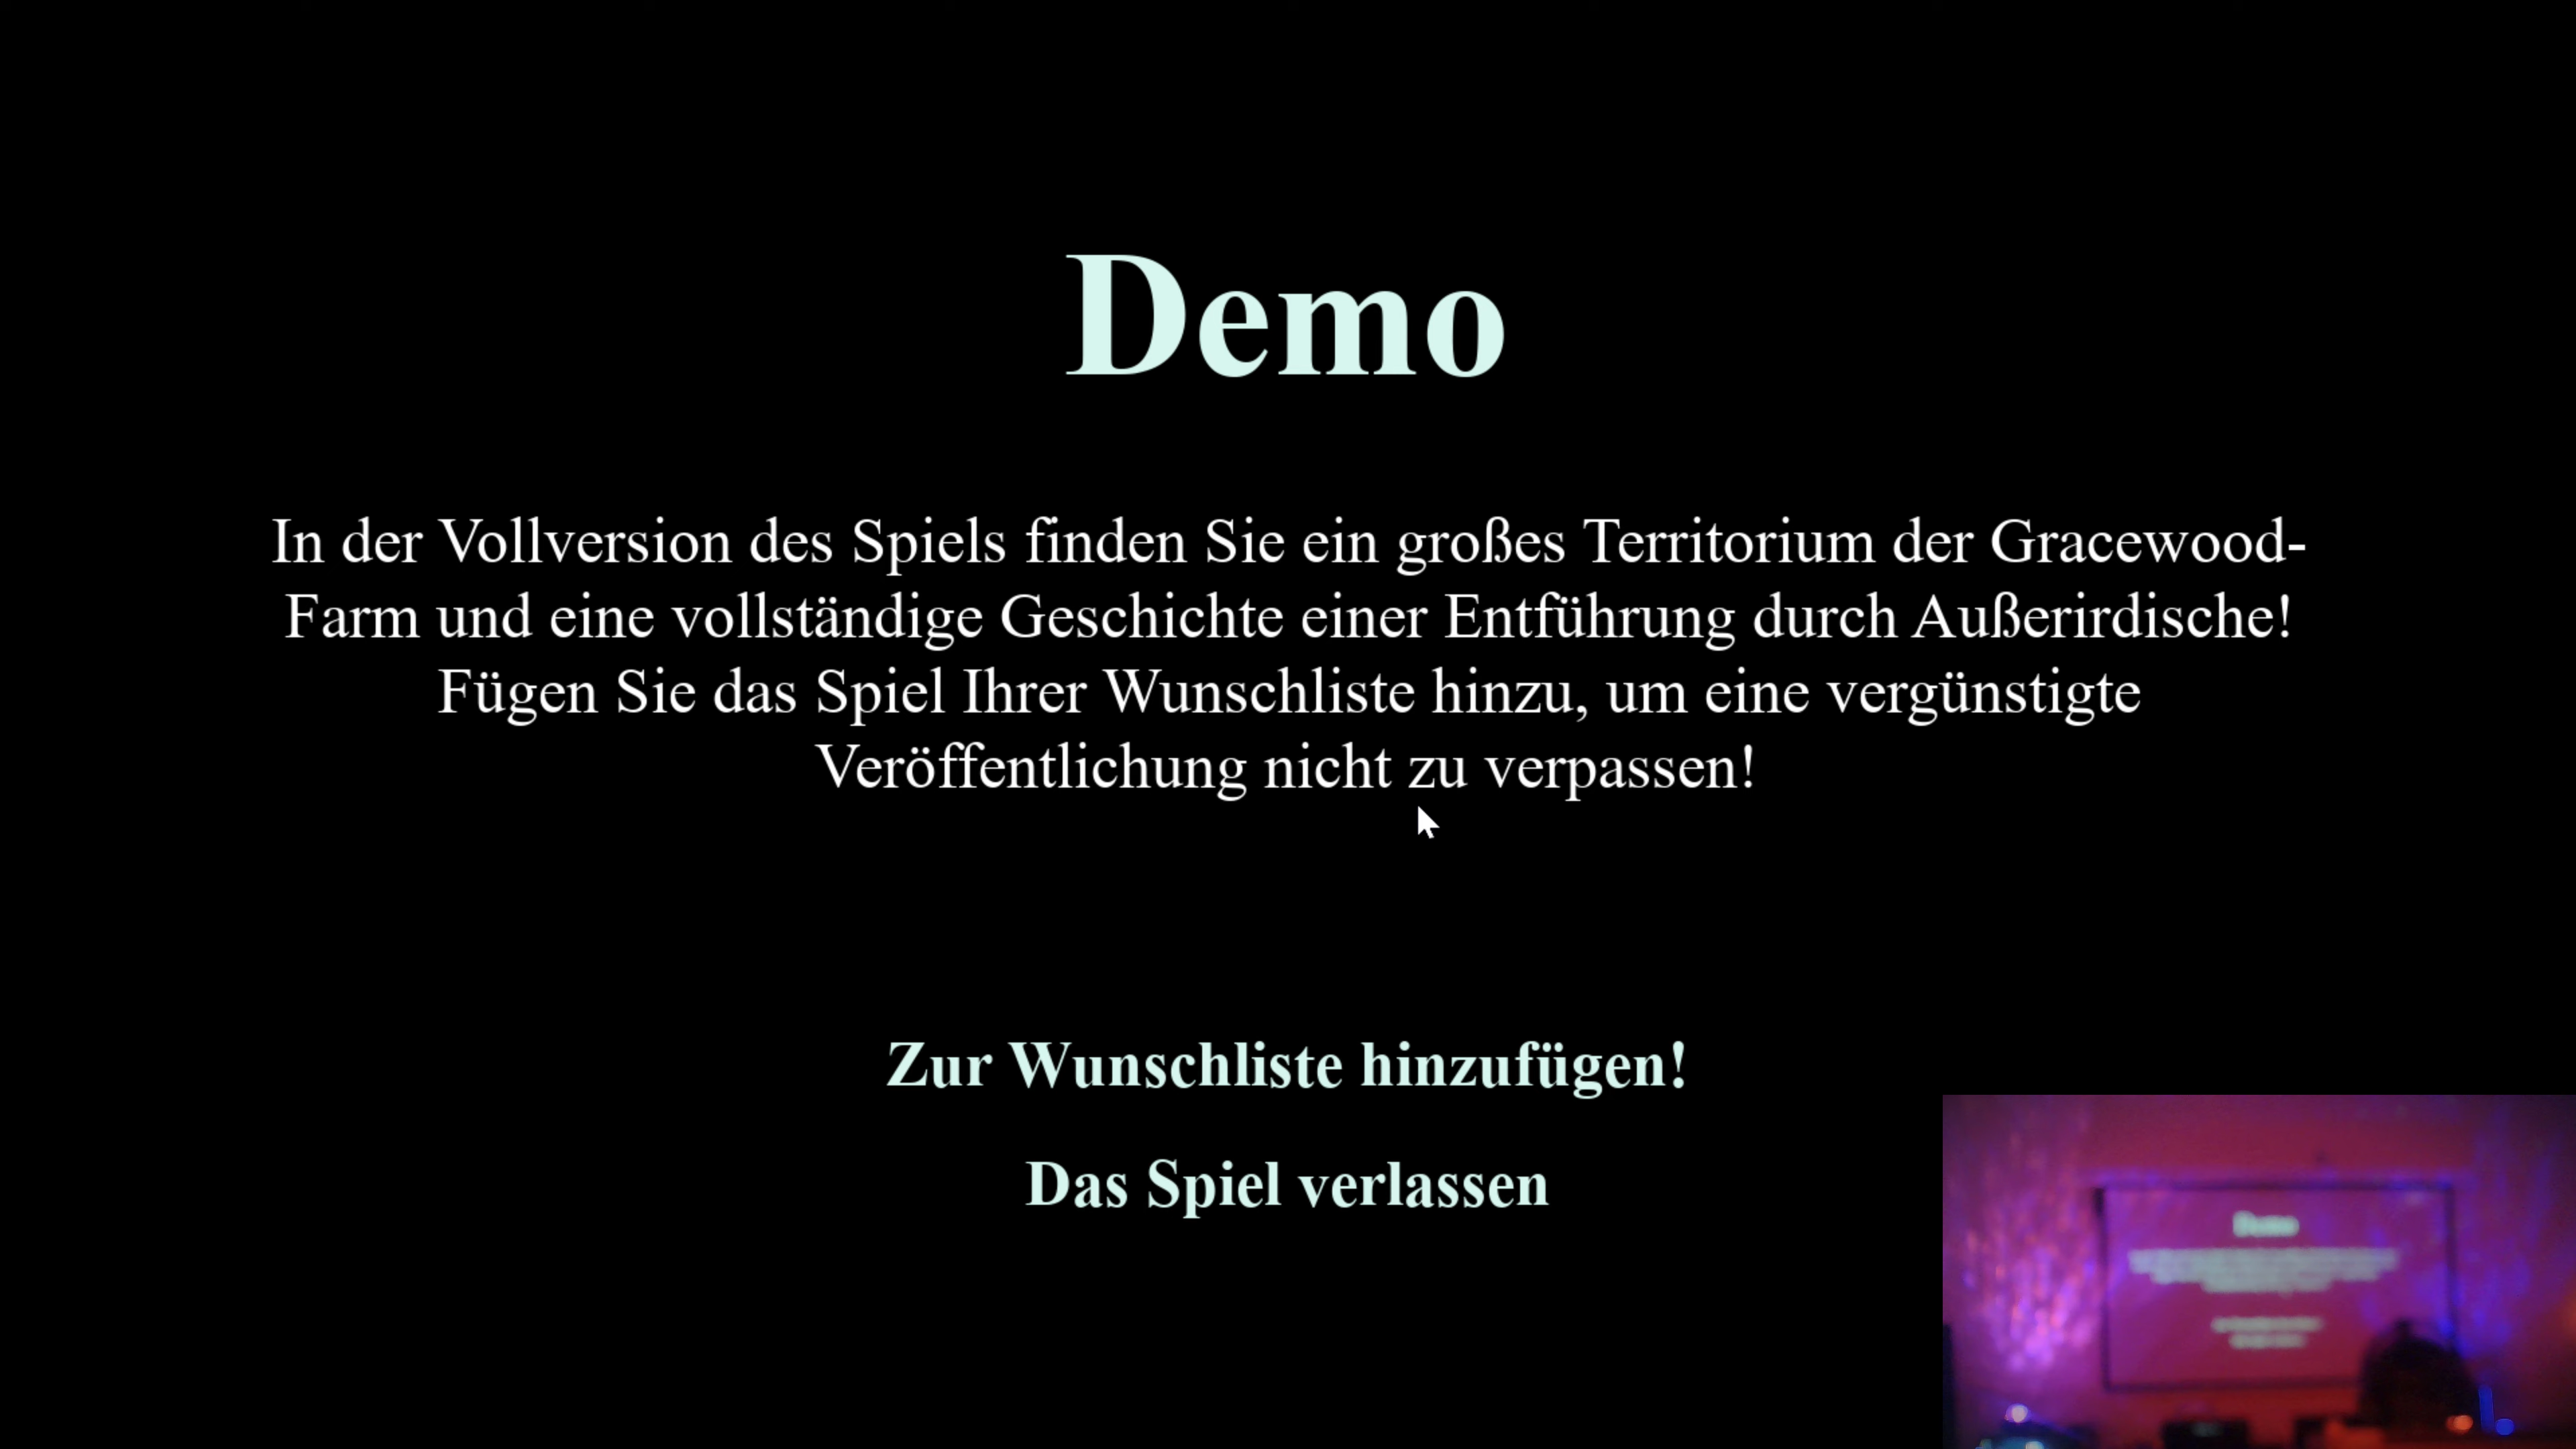 Demo
In der Vollversion des Spiels finden Sie ein großes Territorium der Gracewood-
Farm und eine vollständige Geschichte einer Entführung durch Außerirdische!
Fügen Sie das Spiel Ihrer Wunschliste hinzu, um eine vergünstigte
Veröffentlichung nicht zu verpassen!
Zur Wunschliste hinzufügen!
Das Spiel verlassen
Demo